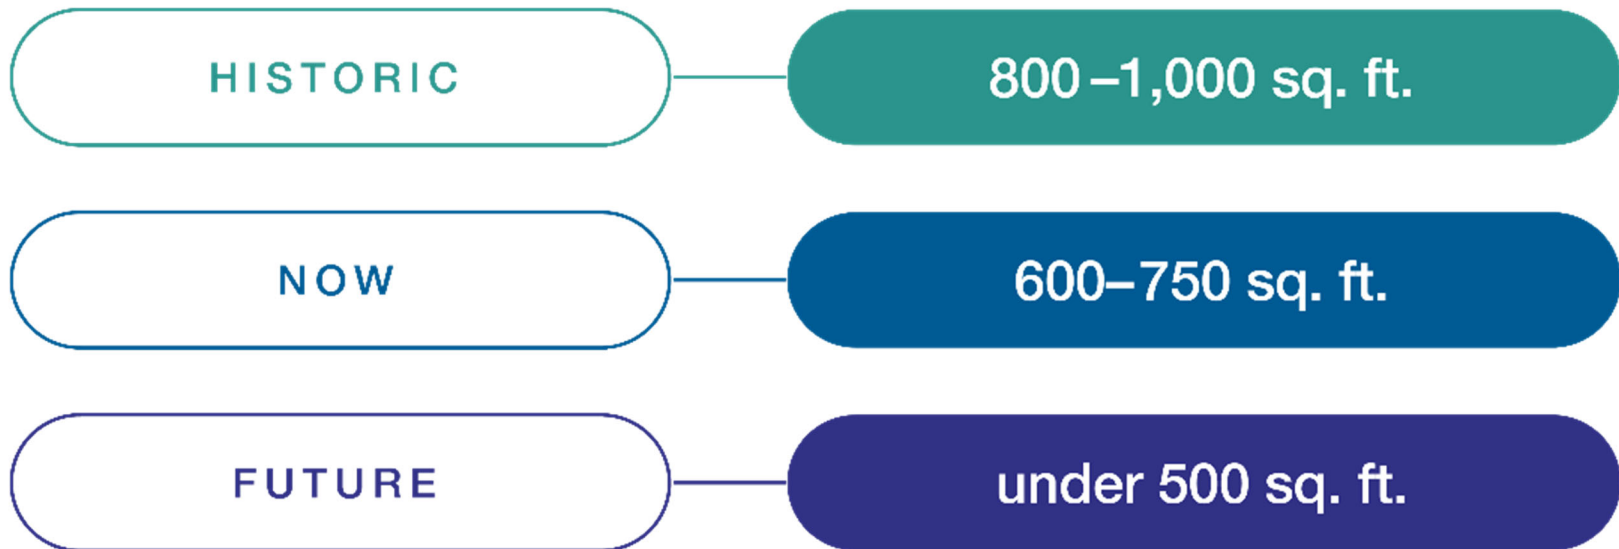 HISTORIC
800–1,000 sq. ft.
NOW
600–750 sq. ft.
FUTURE
under 500 sq. ft.